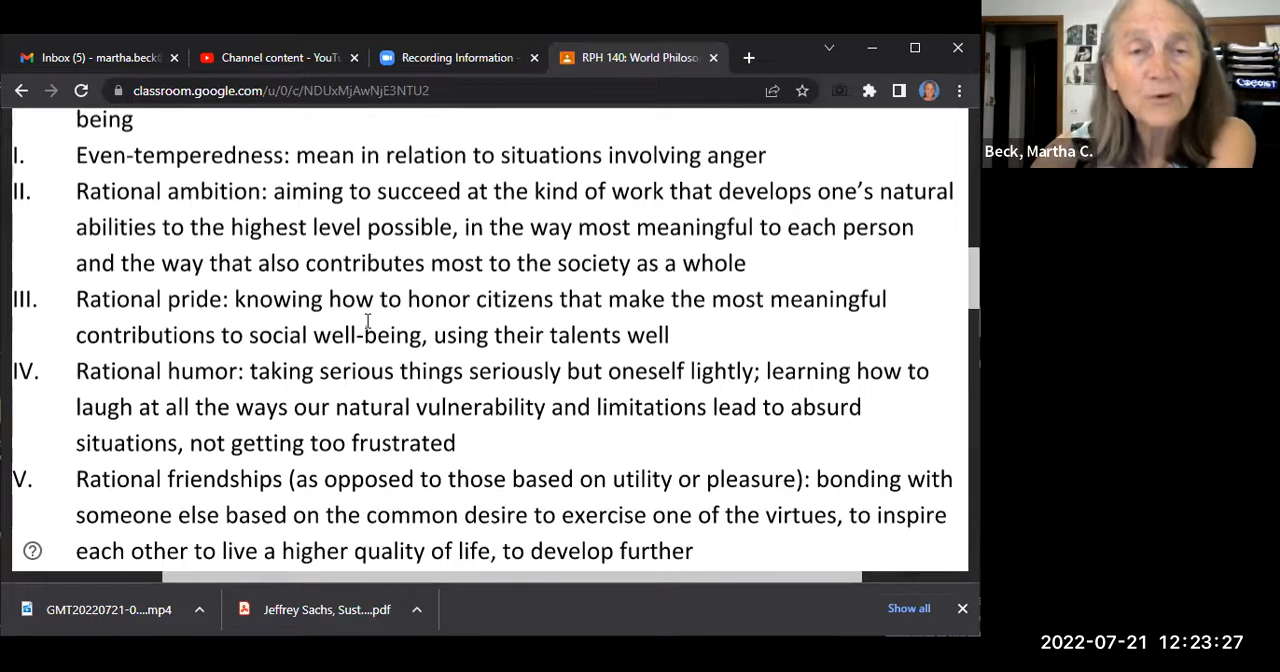 Inbox (5) - martha.beck@
Channel content - YouTu
Recording Information -
RPH 140: World Philoso
classroom.google.com/u/0/c/NDUxMjAwNjE3NTU2
being
I. Even-temperedness: mean in relation to situations involving anger
II. Rational ambition: aiming to succeed at the kind of work that develops one's natural
abilities to the highest level possible, in the way most meaningful to each person
and the way that also contributes most to the society as a whole
III. Rational pride: knowing how to honor citizens that make the most meaningful
contributions to social well-being, using their talents well
IV. Rational humor: taking serious things seriously but oneself lightly; learning how to
laugh at all the ways our natural vulnerability and limitations lead to absurd
situations, not getting too frustrated
V. Rational friendships (as opposed to those based on utility or pleasure): bonding with
someone else based on the common desire to exercise one of the virtues, to inspire
each other to live a higher quality of life, to develop further
GMT20220721-0....mp4
Jeffrey Sachs, Sust....pdf
Show all
Beck, Martha C.
2022-07-21 12:23:27